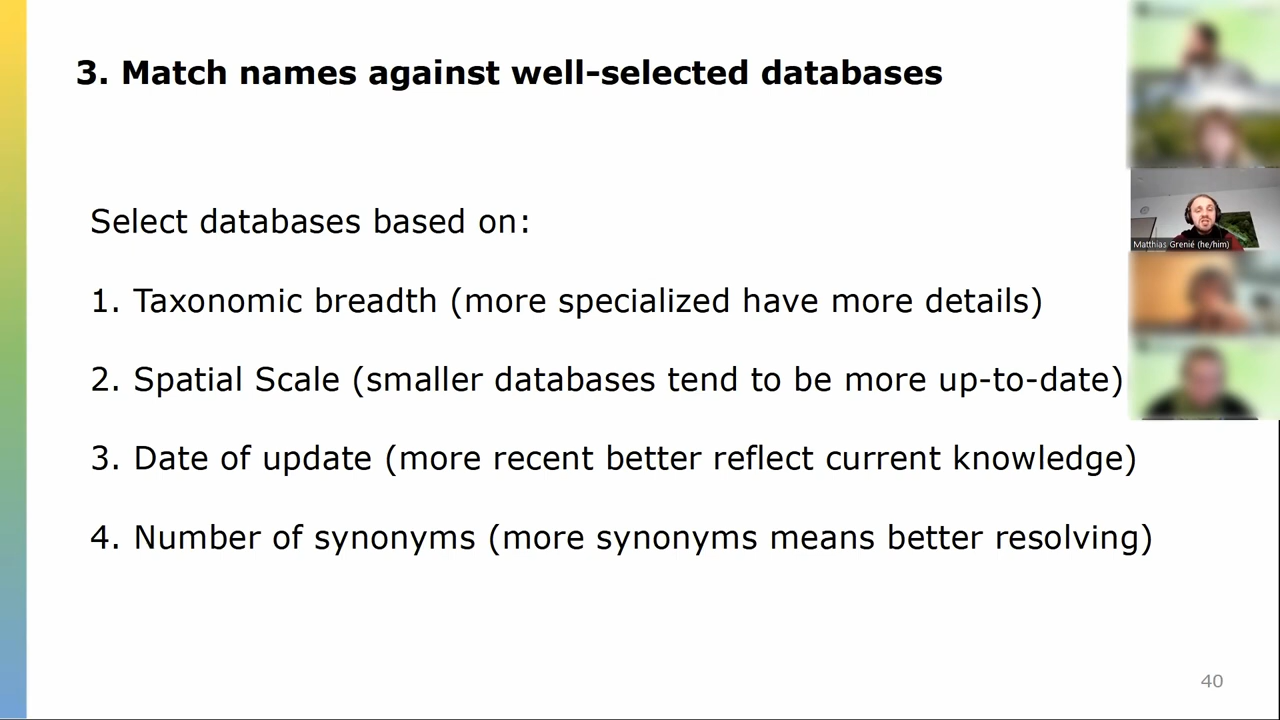 3. Match names against well-selected databases
Select databases based on:
1. Taxonomic breadth (more specialized have more details)
2. Spatial Scale (smaller databases tend to be more up-to-date)
3. Date of update (more recent better reflect current knowledge)
4. Number of synonyms (more synonyms means better resolving)
Matthias Grenié (he/him)
40